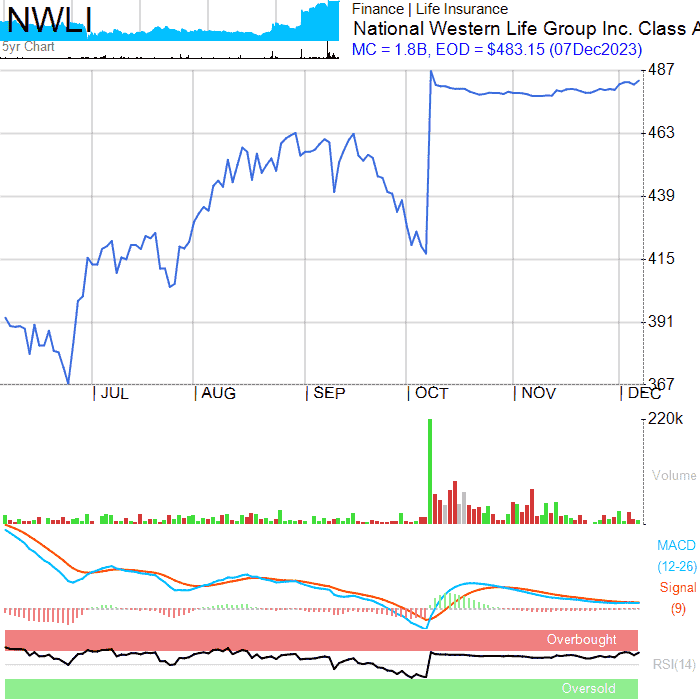 NWLI
5yr Chart
Finance | Life Insurance
National Western Life Group Inc. Class A
MC = 1.8B, EOD = $483.15 (07Dec2023)
487
463
439
415
391
367
JUL AUG SEP OCT NOV DEC
220k
Volume
MACD
(12-26)
Signal
(9)
Overbought
RSI(14)
Oversold